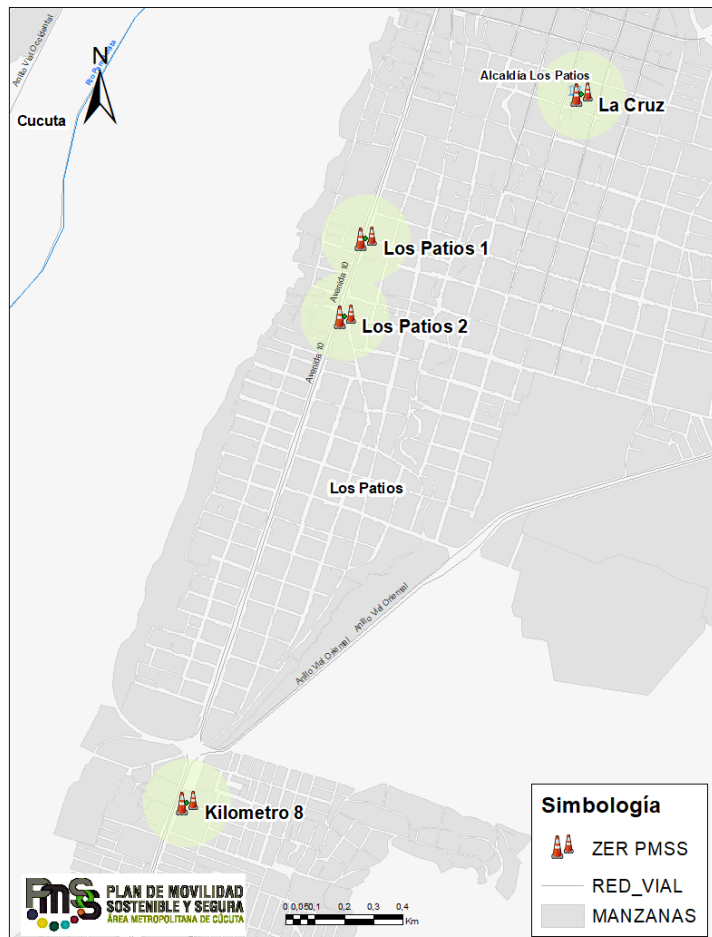 Anillo Vial Occidental
N
Cucuta
Alcaldia Los Patios
La Cruz
Los Patios 1
Avenida 10
Los Patios 2
Avenida 10
Los Patios
Anillo Vial Oriental
Anillo Vial Oriental
Kilometro 8
Simbología
ZER PMSS
RED_VIAL
MANZANAS
PmsS
PLAN DE MOVILIDAD
SOSTENIBLE Y SEGURA
ÁREA METROPOLITANA DE CÚCUTA
0 0,050,1 0,2 0,3 0,4
Km